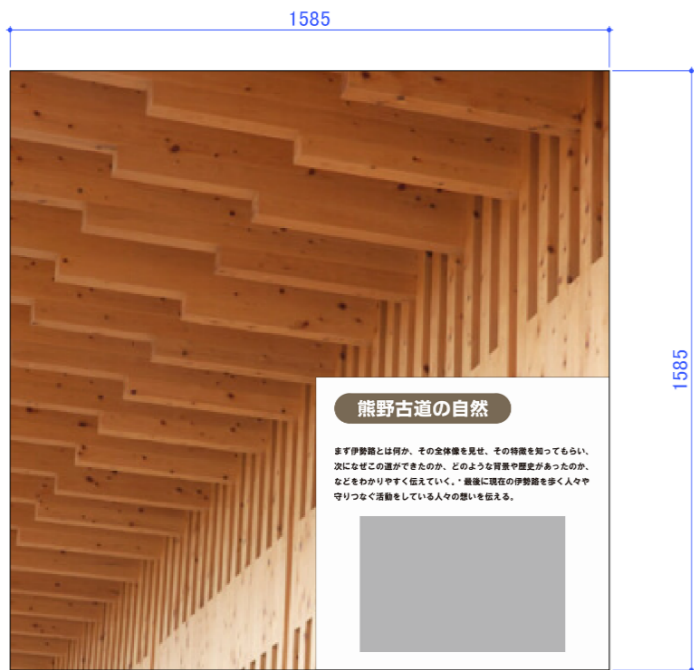 1585
1585
熊野古道の自然
まず伊勢路とは何か、その全体像を見せ、その特徴を知ってもらい、
次になぜこの道ができたのか、どのような背景や歴史があったのか、
などをわかりやすく伝えていく。・最後に現在の伊勢路を歩く人々や
守りつなぐ活動をしている人々の想いを伝える。